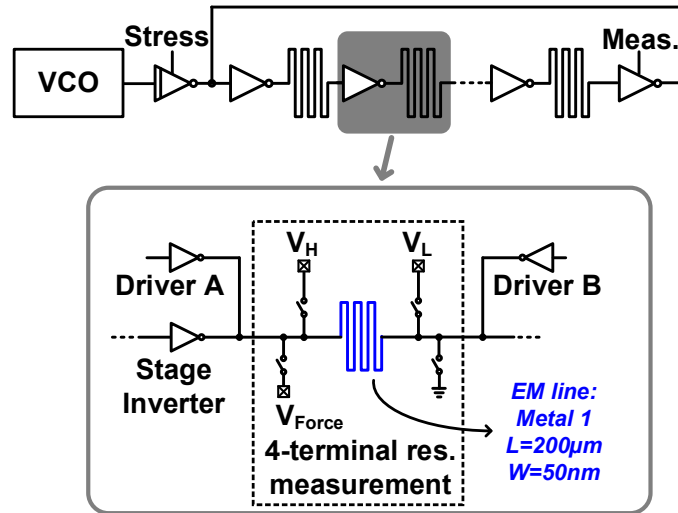 Stress
Meas.
VCO
V_H
V_L
Driver A
Driver B
Stage
Inverter
V_Force
4-terminal res.
measurement
EM line:
Metal 1
L=200μm
W=50nm